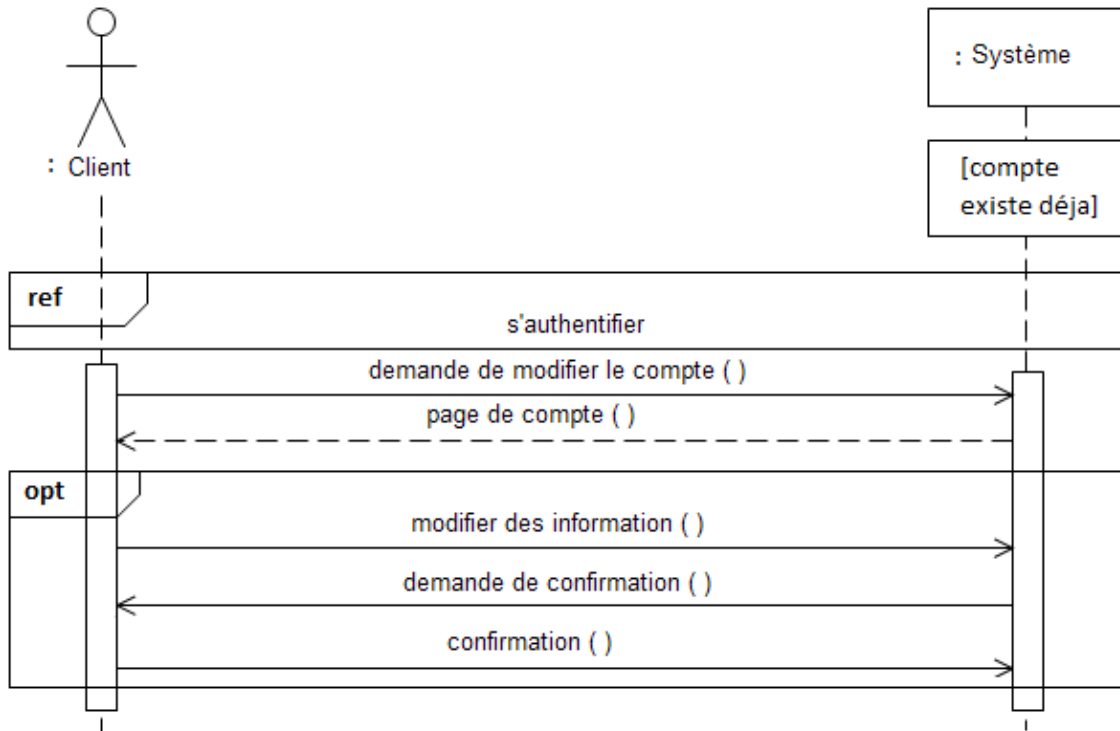 : Système
: Client
[compte
existe déja]
ref
s'authentifier
demande de modifier le compte ( )
page de compte ( )
opt
modifier des information ( )
demande de confirmation ( )
confirmation ( )